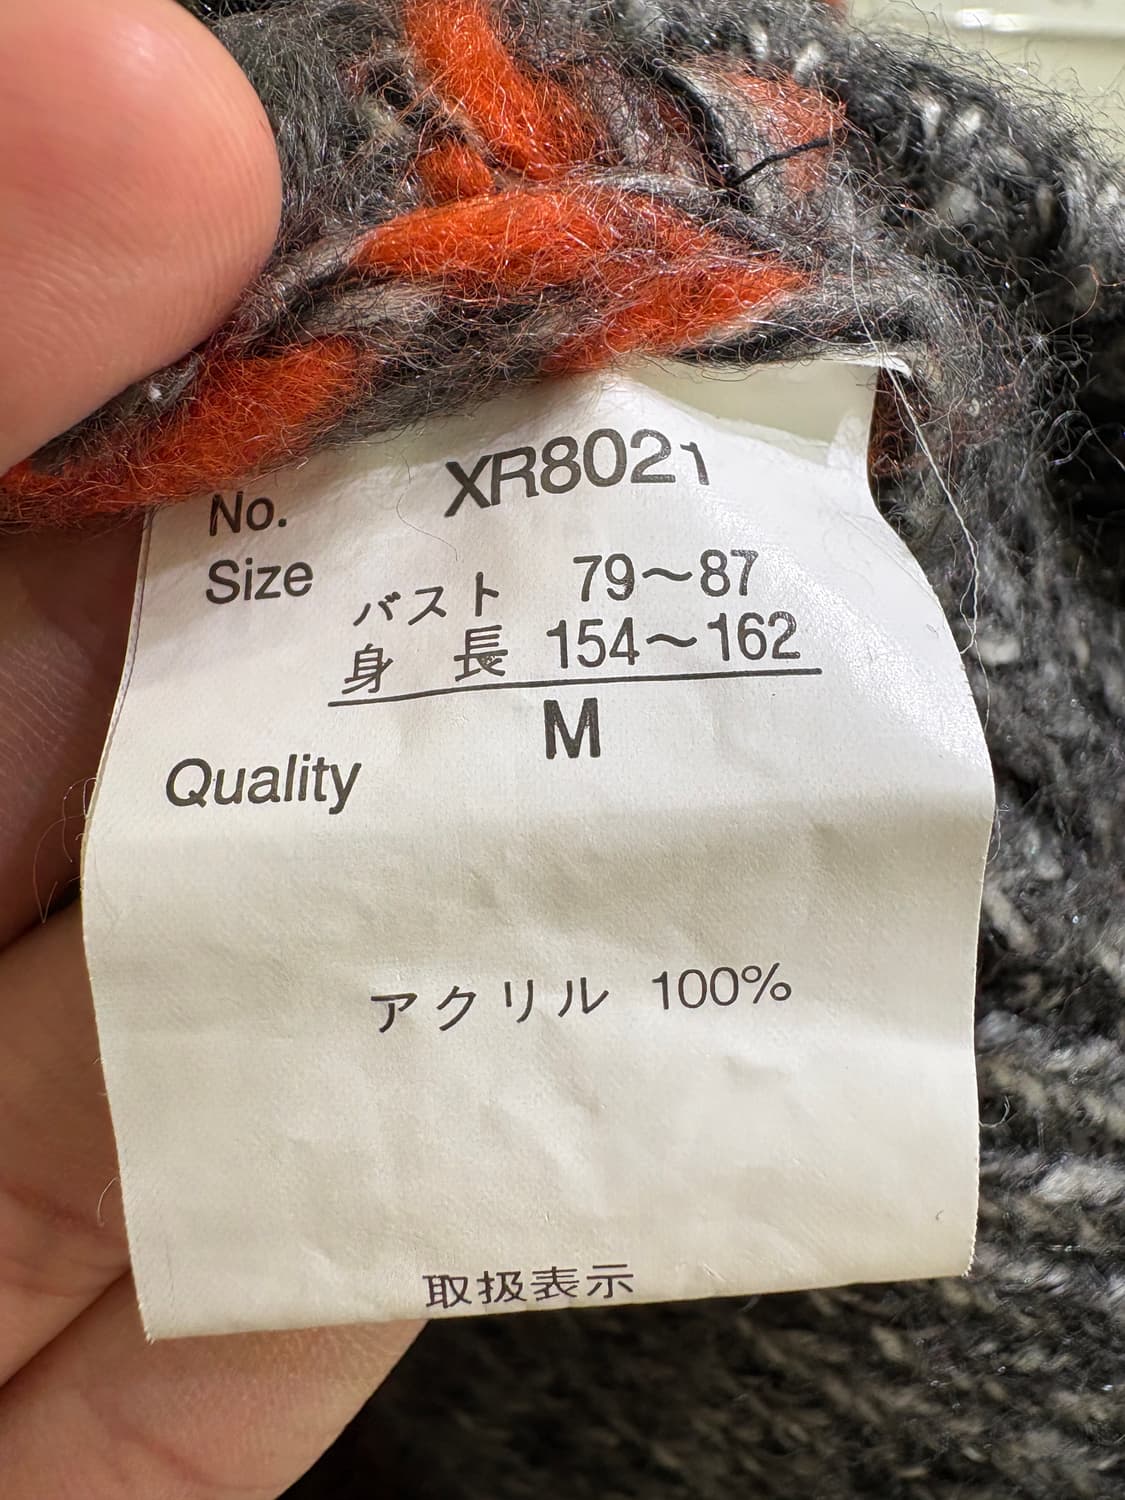 No. XR8021
Size バスト 79～87
身長 154～162
M
Quality
アクリル 100%
取扱表示